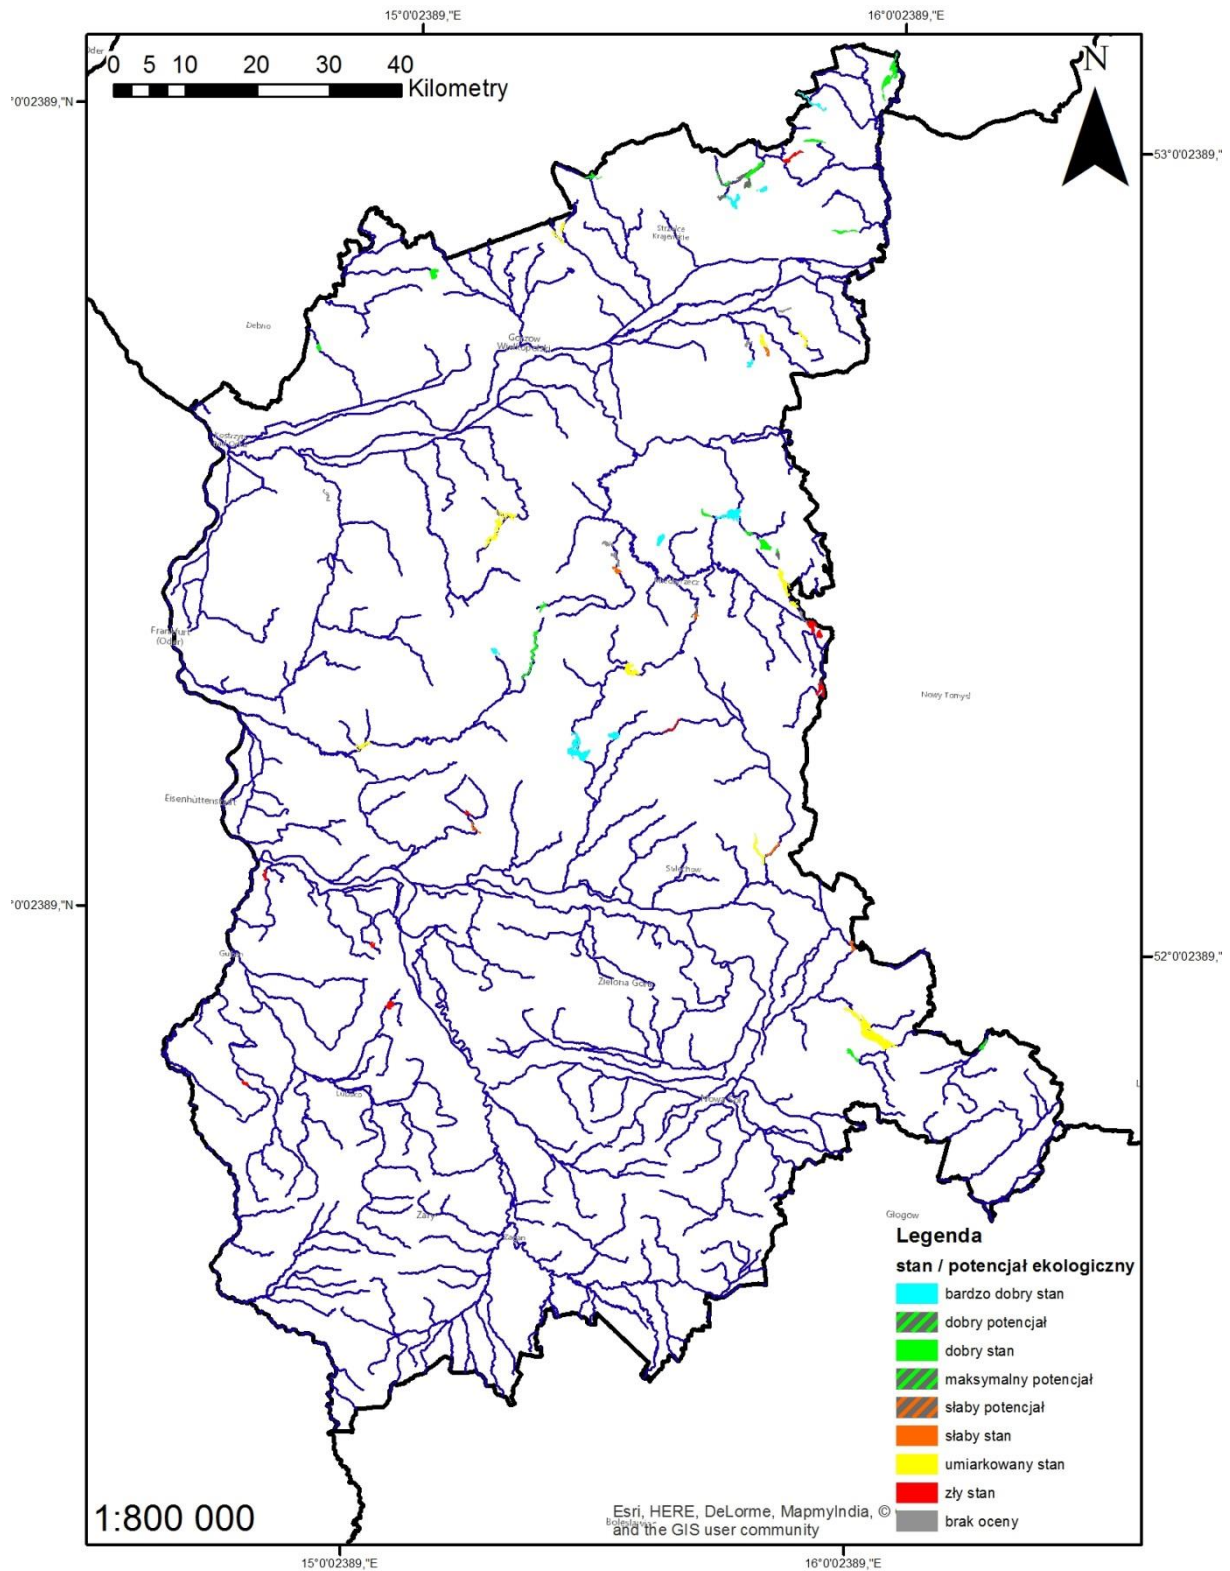 15°0'02389,"E
16°0'02389,"E
Oder
0 5 10 20 30 40
Kilometry
N
°0'02389,"N
53°0'02389,"
Strzelce
Krajeńskie
Debno
Gorzów
Wielkopolski
Frankfurt
(Oder)
Nowy Tomyśl
Eisenhüttenstadt
Sulechów
°0'02389,"N
52°0'02389,"
Guben
Zielona Góra
Lubsko
Nowa Sól
Żary
Żagań
Głogów
Legenda
stan / potencjał ekologiczny
bardzo dobry stan
dobry potencjał
dobry stan
maksymalny potencjał
słaby potencjał
słaby stan
umiarkowany stan
zły stan
brak oceny
1:800 000
Esri, HERE, DeLorme, MapmyIndia, ©
and the GIS user community
15°0'02389,"E
16°0'02389,"E